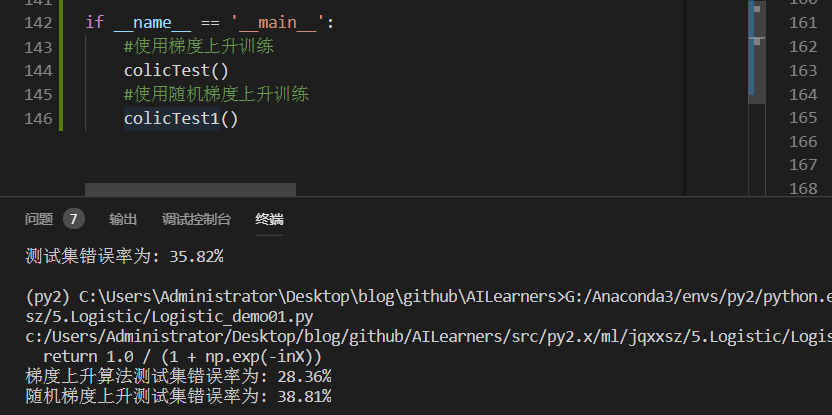 141
142 if __name__ == '__main__':
143 #使用梯度上升训练
144 colicTest()
145 #使用随机梯度上升训练
146 colicTest1()
160
161
162
163
164
165
166
167
168
问题 7 输出 调试控制台 终端
测试集错误率为: 35.82%
(py2) C:\Users\Administrator\Desktop\blog\github\AILearners>G:/Anaconda3/envs/py2/python.e
sz/5.Logistic/Logistic_demo01.py
c:/Users/Administrator/Desktop/blog/github/AILearners/src/py2.x/ml/jqxxsz/5.Logistic/Logis
return 1.0 / (1 + np.exp(-inX))
梯度上升算法测试集错误率为: 28.36%
随机梯度上升测试集错误率为: 38.81%